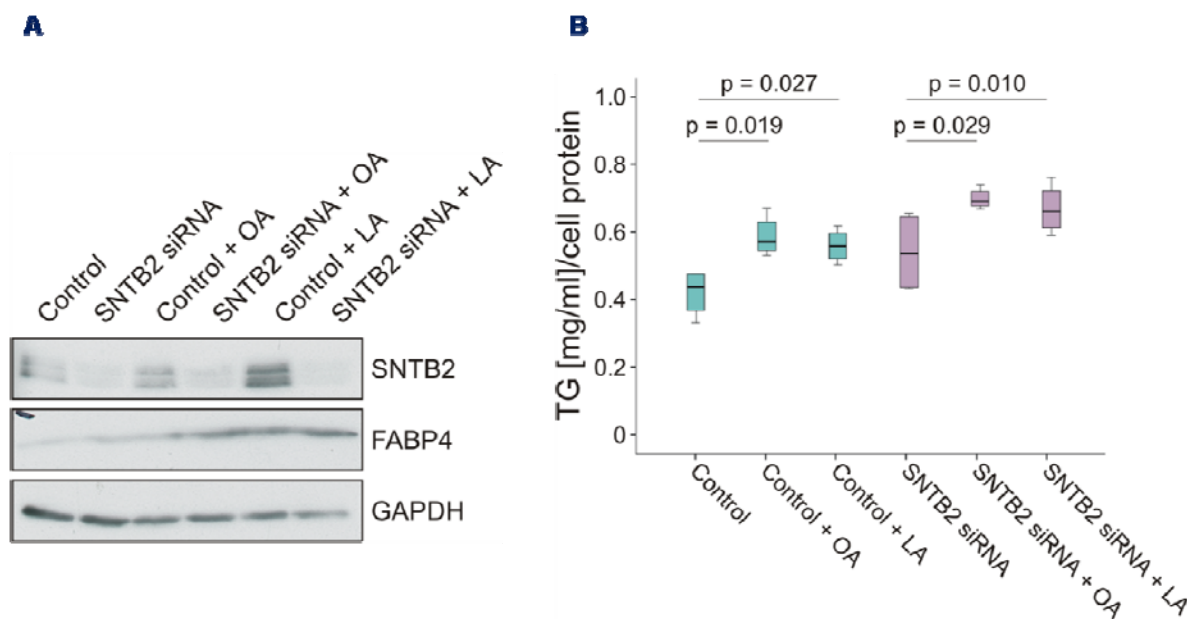 A
Control
SNTB2 siRNA
Control + OA
SNTB2 siRNA + OA
Control + LA
SNTB2 siRNA + LA
SNTB2
FABP4
GAPDH
B
TG [mg/ml]/cell protein
1.0
0.8
0.6
0.4
0.2
0
p = 0.027
p = 0.019
p = 0.010
p = 0.029
Control
Control + OA
Control + LA
SNTB2 siRNA
SNTB2 siRNA + OA
SNTB2 siRNA + LA